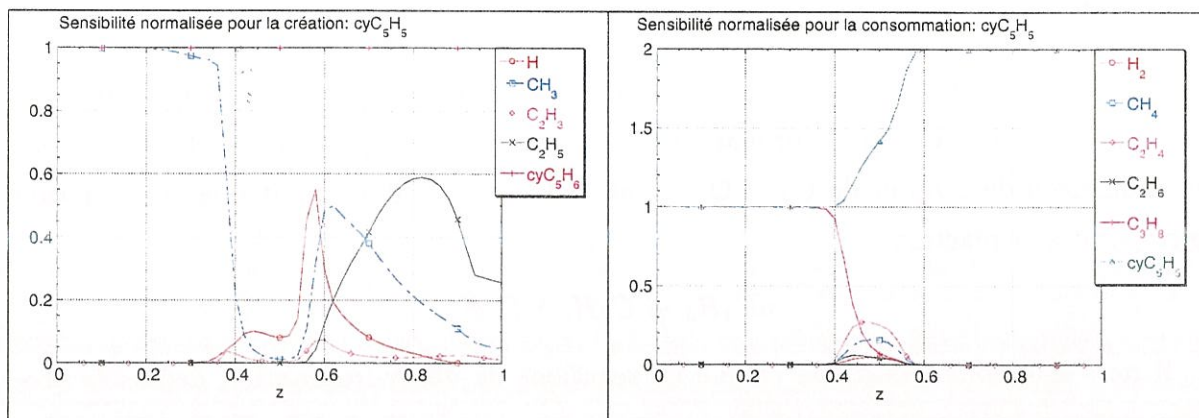 Sensibilité normalisée pour la création: cyC₅H₅
1
0.8
0.6
0.4
0.2
0
0
0.2
0.4
0.6
0.8
1
z
H
CH₃
C₂H₃
C₂H₅
cyC₅H₆
Sensibilité normalisée pour la consommation: cyC₅H₅
2
1.5
1
0.5
0
0
0.2
0.4
0.6
0.8
1
z
H₂
CH₄
C₂H₄
C₂H₆
C₃H₈
cyC₅H₅